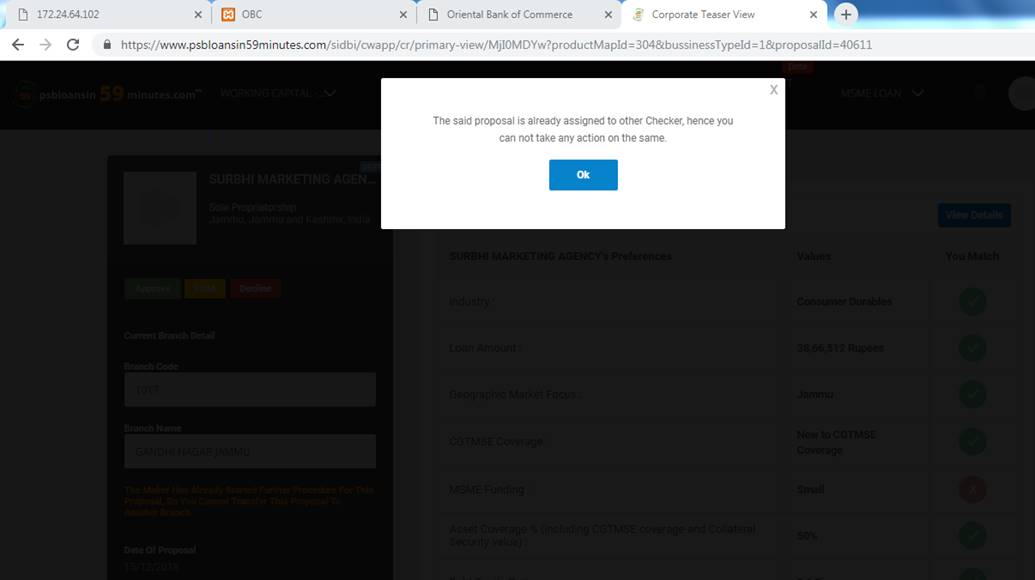 172.24.64.102
OBC
Oriental Bank of Commerce
Corporate Teaser View
https://www.psbloansin59minutes.com/sidbi/cwapp/cr/primary-view/MjI0MDYw?productMapId=304&bussinessTypeId=1&proposalId=40611
psbloansin 59 minutes.com™
WORKING CAPITAL
MSME LOAN
X
The said proposal is already assigned to other Checker, hence you
can not take any action on the same.
Ok
SURBHI MARKETING AGEN...
Sole Proprietorship
Jammu, Jammu and Kashmir, India
View Details
SURBHI MARKETING AGENCY's Preferences
Values
You Match
Approve
Hold
Decline
Industry :
Consumer Durables
Current Branch Detail
Loan Amount :
38,66,512 Rupees
Branch Code
Geographic Market Focus :
Jammu
Branch Name
GANDHI NAGAR JAMMU
CGTMSE Coverage
New to CGTMSE
Coverage
The Maker Has Already Started Further Procedure For This
Proposal, So You Cannot Transfer This Proposal To
Another Branch
MSME Funding :
Small
X
Asset Coverage % (including CGTMSE coverage and Collateral
Security value) :
50%
Date Of Proposal
15/12/2018